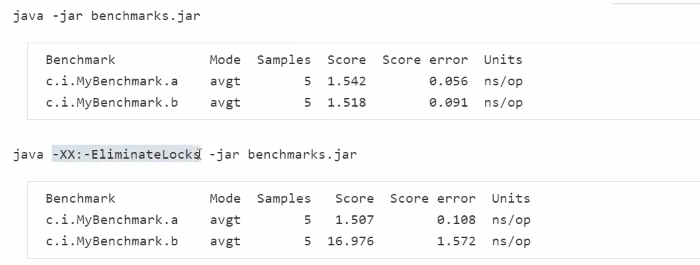 java -jar benchmarks.jar
Benchmark Mode Samples Score Score error Units
c.i.MyBenchmark.a avgt 5 1.542 0.056 ns/op
c.i.MyBenchmark.b avgt 5 1.518 0.091 ns/op
java -XX:-EliminateLocks -jar benchmarks.jar
Benchmark Mode Samples Score Score error Units
c.i.MyBenchmark.a avgt 5 1.507 0.108 ns/op
c.i.MyBenchmark.b avgt 5 16.976 1.572 ns/op